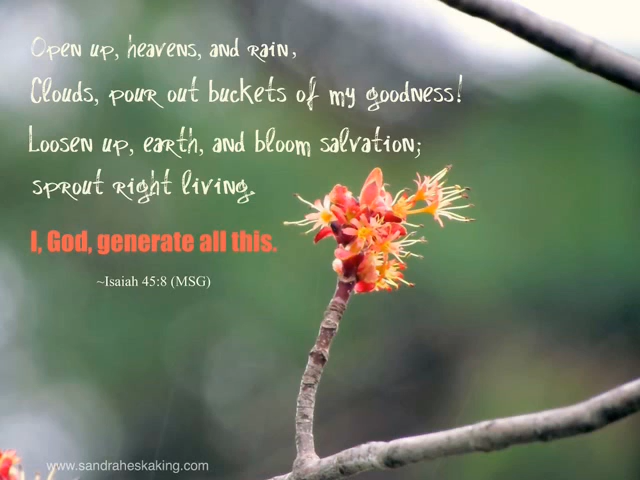 Open up, heavens, and rain,
Clouds, pour out buckets of my goodness!
Loosen up, earth, and bloom salvation;
sprout right living.
I, God, generate all this.
~Isaiah 45:8 (MSG)
www.sandraheskaking.com